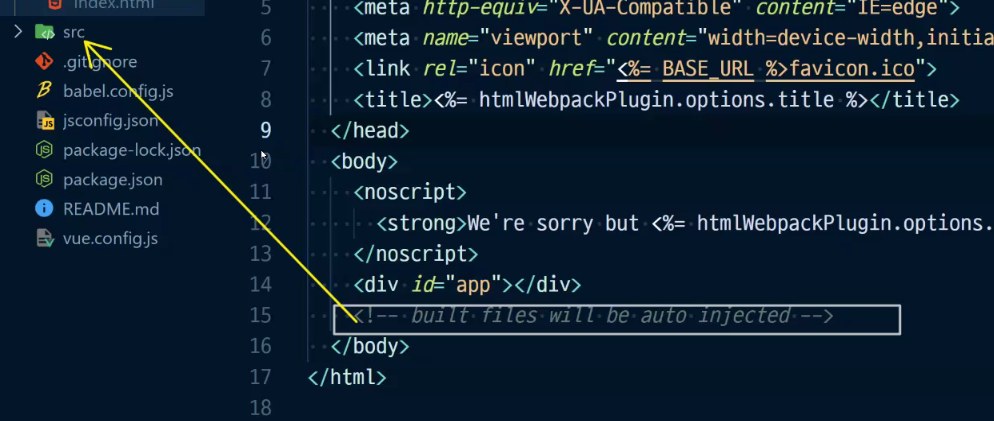 index.html
src
.gitignore
babel.config.js
jsconfig.json
package-lock.json
package.json
README.md
vue.config.js
5 <meta http-equiv="X-UA-Compatible" content="IE=edge">
6 <meta name="viewport" content="width=device-width,initia
7 <link rel="icon" href="<%= BASE_URL %>favicon.ico">
8 <title><%= htmlWebpackPlugin.options.title %></title>
9 </head>
10 <body>
11 <noscript>
12 <strong>We're sorry but <%= htmlWebpackPlugin.options.
13 </noscript>
14 <div id="app"></div>
15 <!-- built files will be auto injected -->
16 </body>
17 </html>
18